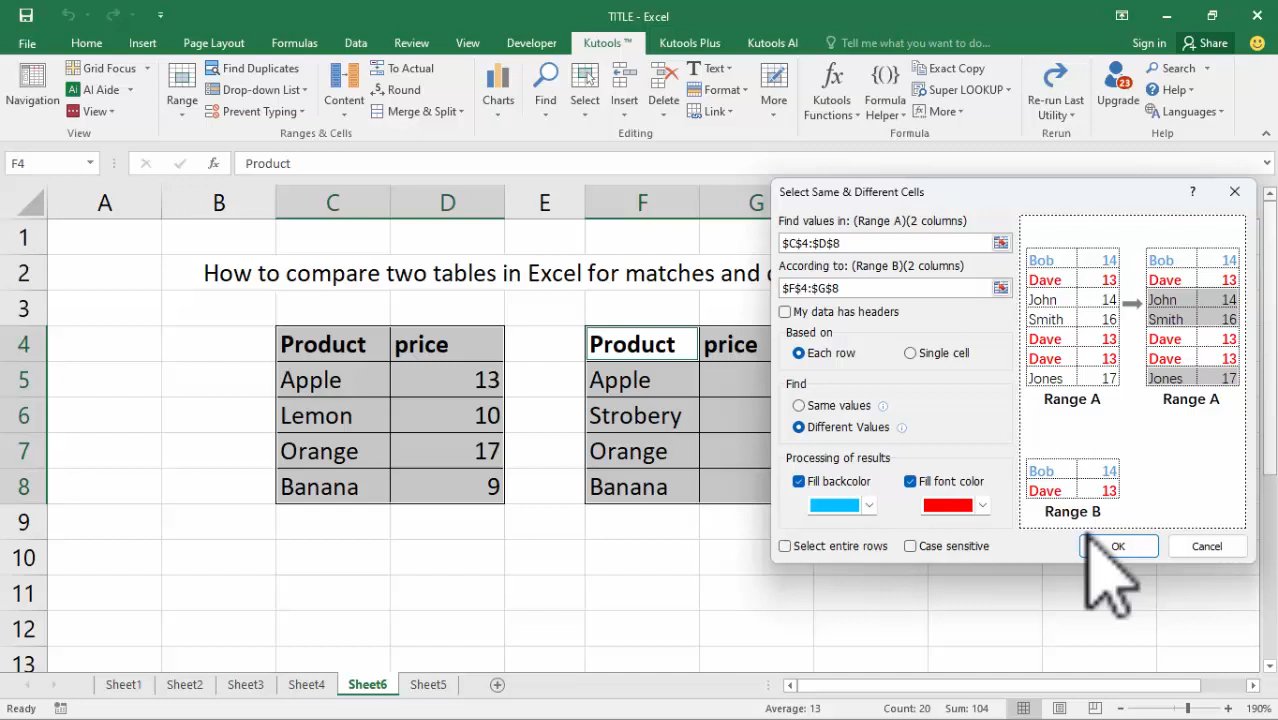 TITLE - Excel
File Home Insert Page Layout Formulas Data Review View Developer Kutools ™ Kutools Plus Kutools AI Tell me what you want to do... Sign in Share
Grid Focus Find Duplicates To Actual Text Exact Copy Search
AI Aide Drop-down List Round Format Super LOOKUP Help
View Prevent Typing Merge & Split Link More Languages
Navigation Range Content Charts Find Select Insert Delete More Kutools Functions Formula Helper Re-run Last Utility Upgrade 23
View Ranges & Cells Editing Formula Rerun Help
F4 fx Product
A B C D E F G
1
2 How to compare two tables in Excel for matches and
3
4 Product price Product price
5 Apple 13 Apple
6 Lemon 10 Strobery
7 Orange 17 Orange
8 Banana 9 Banana
9
10
11
12
13
Select Same & Different Cells ?
Find values in: (Range A)(2 columns)
$C$4:$D$8
According to: (Range B)(2 columns)
$F$4:$G$8
My data has headers
Based on
Each row Single cell
Find
Same values
Different Values
Processing of results
Fill backcolor Fill font color
Select entire rows Case sensitive OK Cancel
Bob 14 Bob 14
Dave 13 Dave 13
John 14 John 14
Smith 16 Smith 16
Dave 13 Dave 13
Dave 13 Dave 13
Jones 17 Jones 17
Range A Range A
Bob 14
Dave 13
Range B
Sheet1 Sheet2 Sheet3 Sheet4 Sheet6 Sheet5
Ready Average: 13 Count: 20 Sum: 104 190%